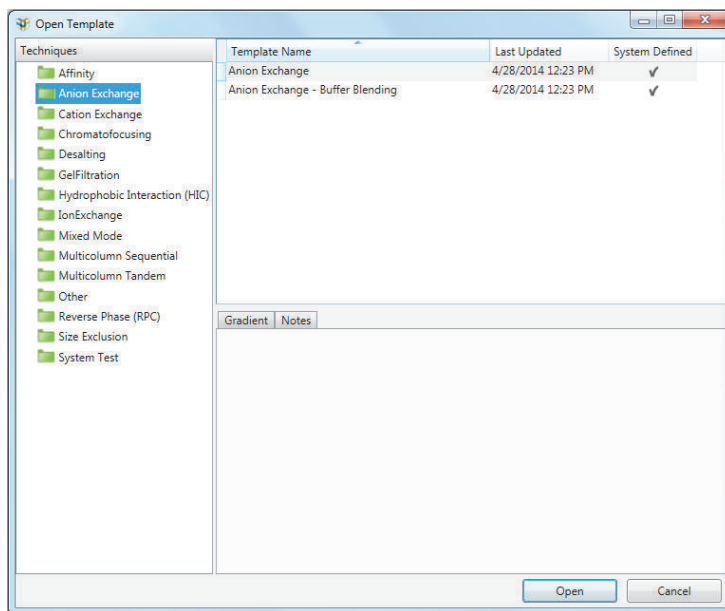 Open Template
Techniques
Affinity
Anion Exchange
Cation Exchange
Chromatofocusing
Desalting
GelFiltration
Hydrophobic Interaction (HIC)
IonExchange
Mixed Mode
Multicolumn Sequential
Multicolumn Tandem
Other
Reverse Phase (RPC)
Size Exclusion
System Test
Template Name Last Updated System Defined
Anion Exchange 4/28/2014 12:23 PM ✔
Anion Exchange - Buffer Blending 4/28/2014 12:23 PM ✔
Gradient Notes
Open Cancel